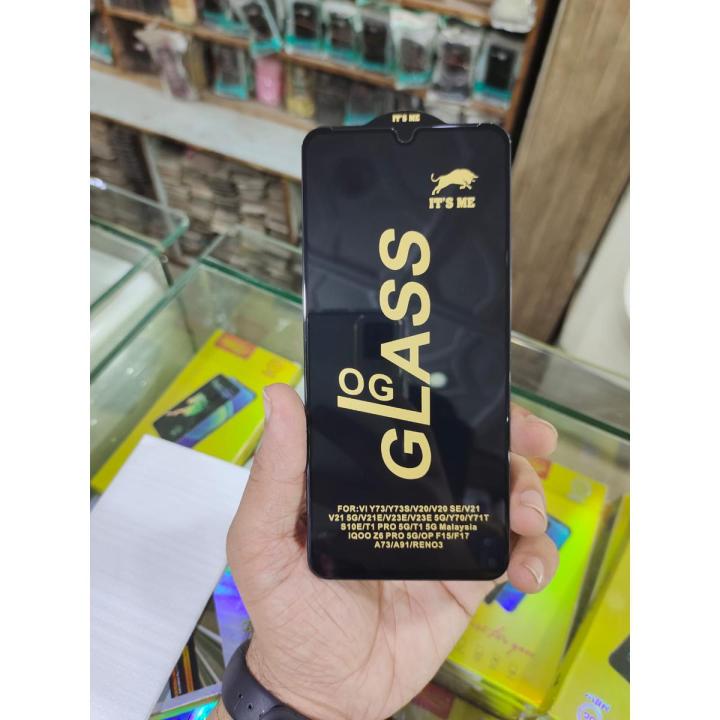 IT'S ME
IT'S ME
OG
GLASS
FOR:VI Y73/Y73S/V20/V20 SE/V21
V21 5G/V21E/V23E/V23E 5G/Y70/Y71T
S10E/T1 PRO 5G/T1 5G Malaysia
IQOO Z6 PRO 5G/OP F15/F17
A73/A91/RENO3